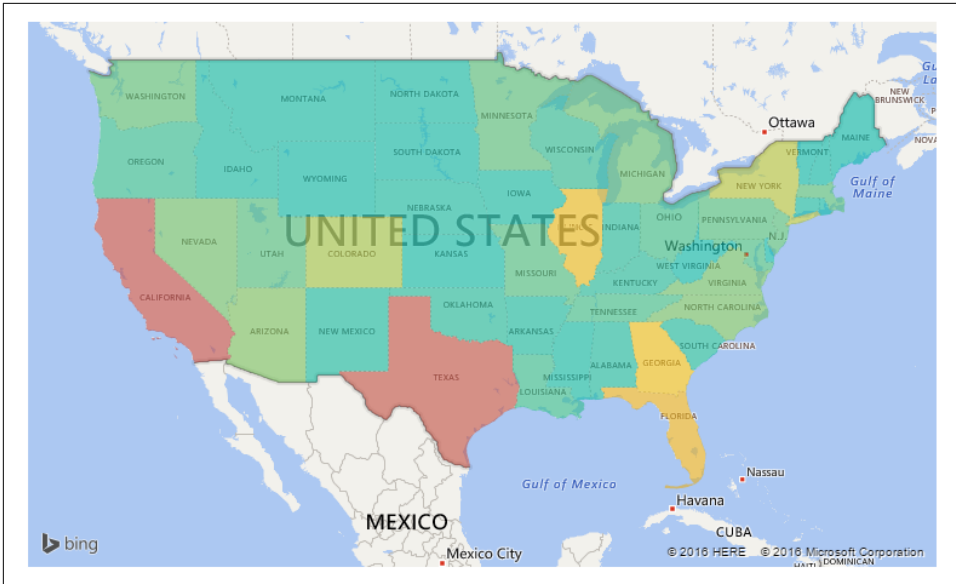 Ottawa
NEW
BRUNSWICK
WASHINGTON
MONTANA
NORTH DAKOTA
MINNESOTA
MAINE
VERMONT
OREGON
IDAHO
SOUTH DAKOTA
WISCONSIN
MICHIGAN
Gulf of
Maine
WYOMING
IOWA
NEW YORK
NEBRASKA
UNITED STATES
NEVADA
UTAH
COLORADO
KANSAS
INDIANA
OHIO
PENNSYLVANIA
N.J.
Washington
CALIFORNIA
MISSOURI
WEST VIRGINIA
KENTUCKY
VIRGINIA
ARIZONA
NEW MEXICO
OKLAHOMA
ARKANSAS
TENNESSEE
NORTH CAROLINA
SOUTH CAROLINA
TEXAS
MISSISSIPPI
ALABAMA
GEORGIA
LOUISIANA
FLORIDA
Gulf of Mexico
Nassau
Havana
MEXICO
CUBA
bing
Mexico City
© 2016 HERE © 2016 Microsoft Corporation
DOMINICAN